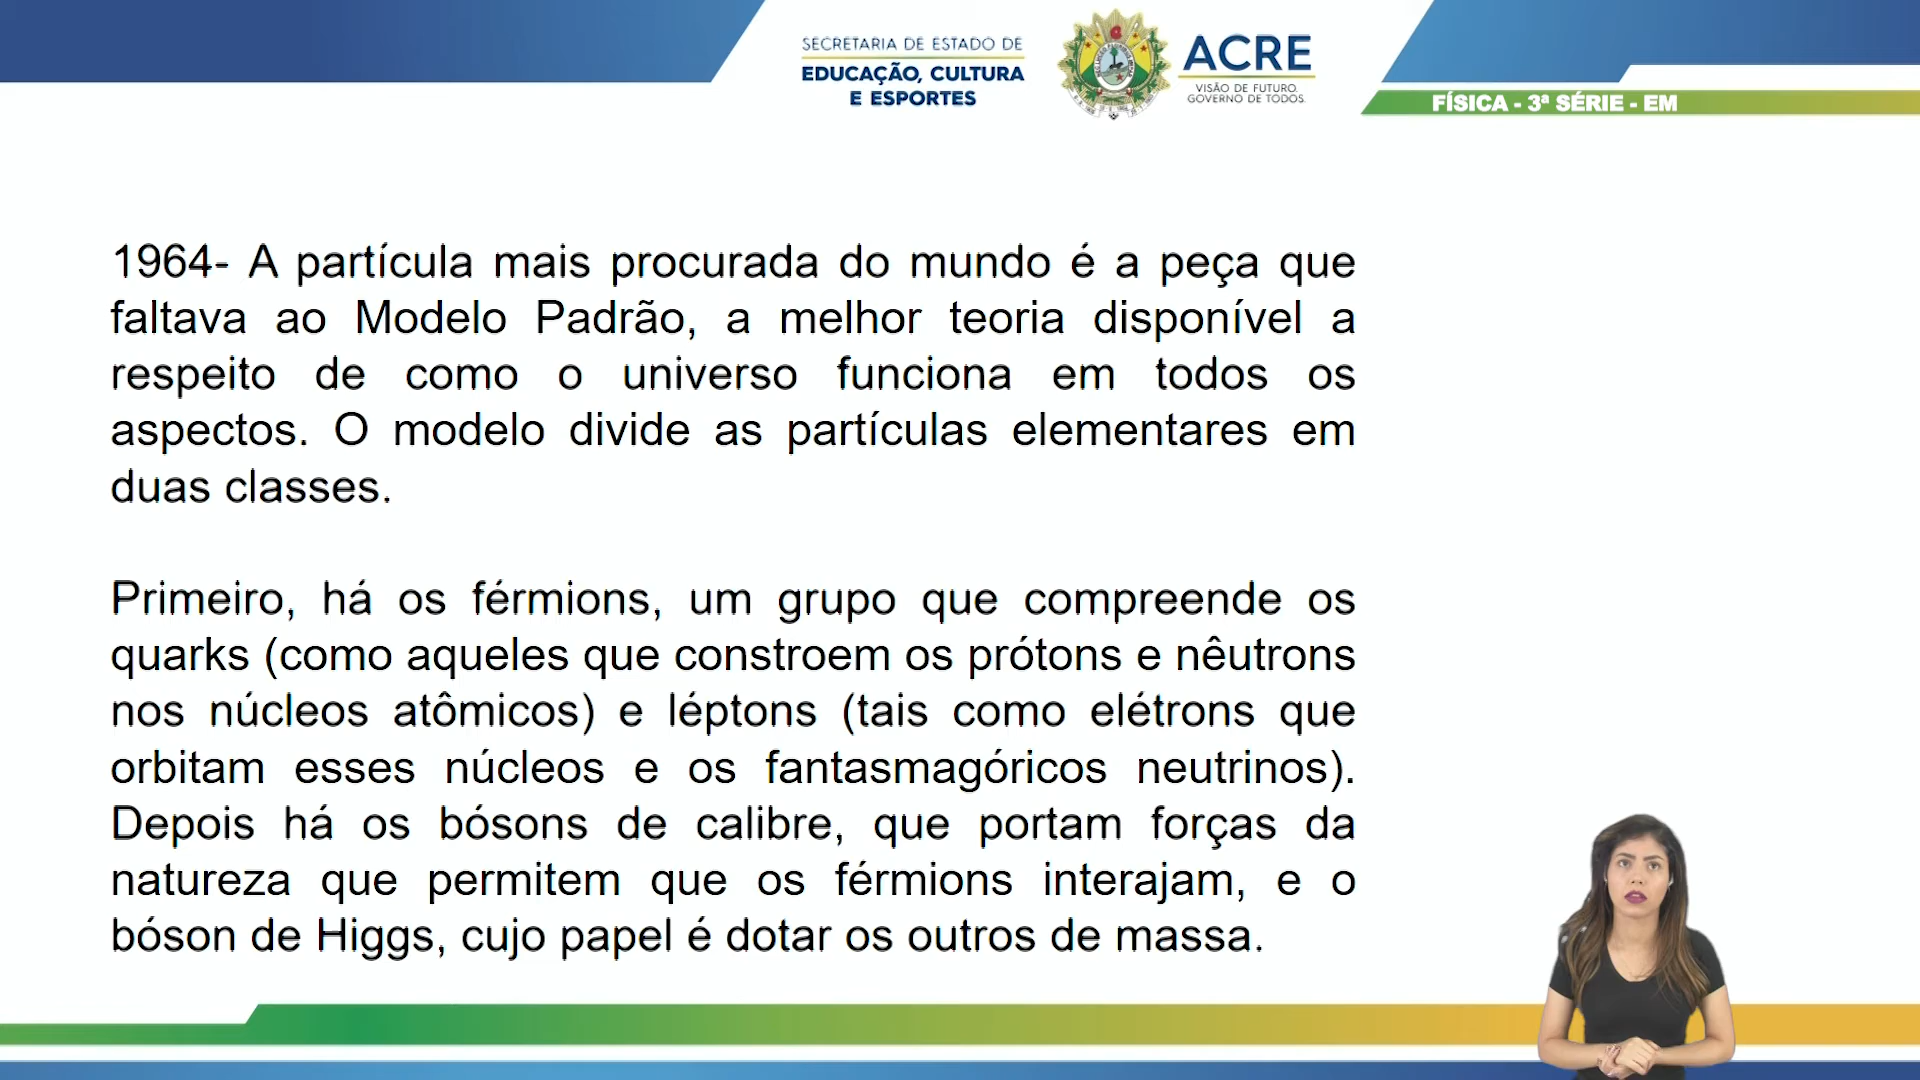 SECRETARIA DE ESTADO DE
EDUCAÇÃO, CULTURA
E ESPORTES
ACRE
VISÃO DE FUTURO.
GOVERNO DE TODOS.
FÍSICA - 3ª SÉRIE - EM
1964- A partícula mais procurada do mundo é a peça que
faltava ao Modelo Padrão, a melhor teoria disponível a
respeito de como o universo funciona em todos os
aspectos. O modelo divide as partículas elementares em
duas classes.
Primeiro, há os férmions, um grupo que compreende os
quarks (como aqueles que constroem os prótons e nêutrons
nos núcleos atômicos) e léptons (tais como elétrons que
orbitam esses núcleos e os fantasmagóricos neutrinos).
Depois há os bósons de calibre, que portam forças da
natureza que permitem que os férmions interajam, e o
bóson de Higgs, cujo papel é dotar os outros de massa.